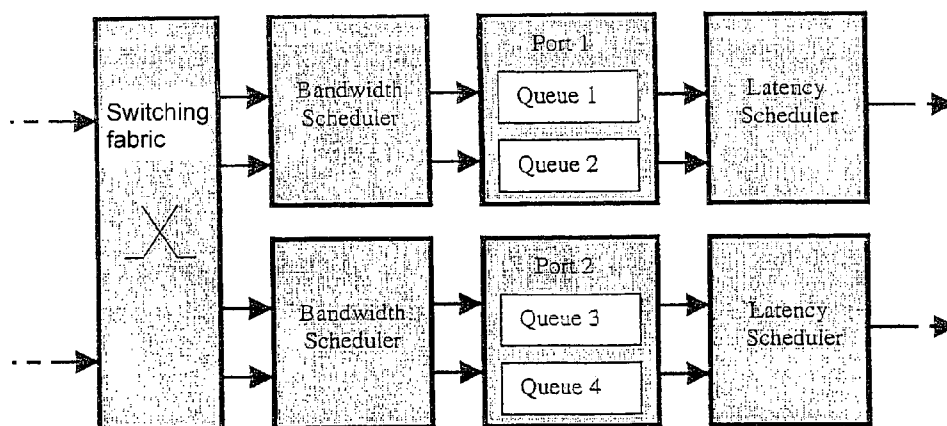 Switching
fabric
Bandwidth
Scheduler
Port 1
Queue 1
Queue 2
Latency
Scheduler
Bandwidth
Scheduler
Port 2
Queue 3
Queue 4
Latency
Scheduler